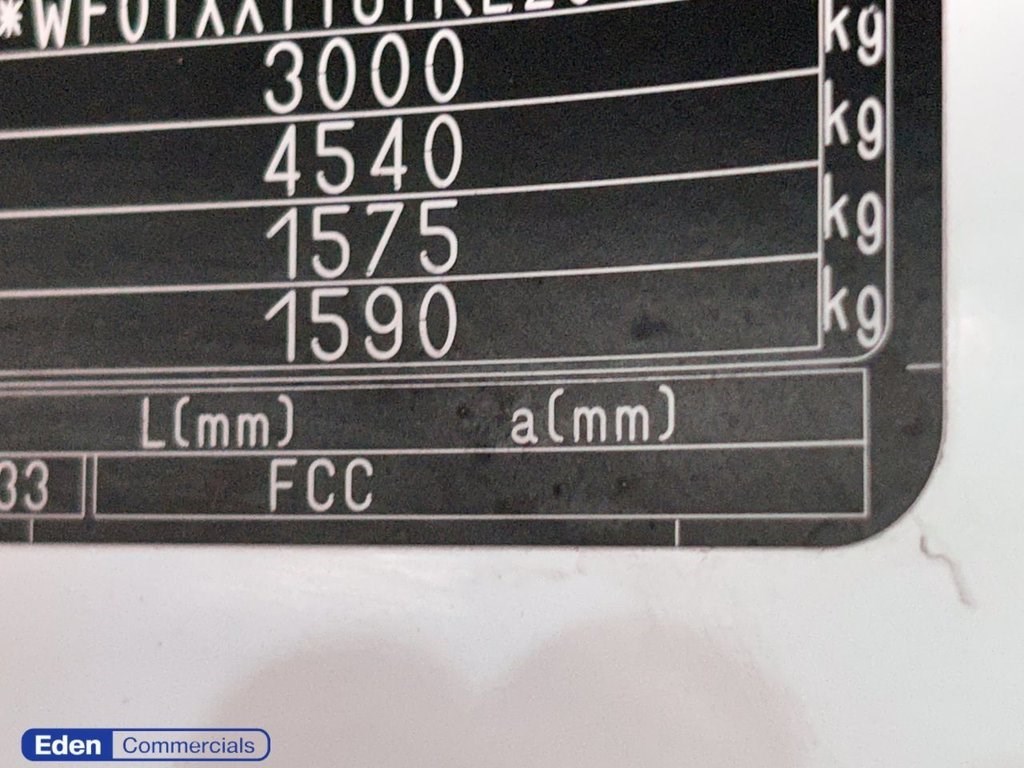 3000 kg
4540 kg
1575 kg
1590 kg
L(mm) a(mm)
33 FCC
Eden Commercials